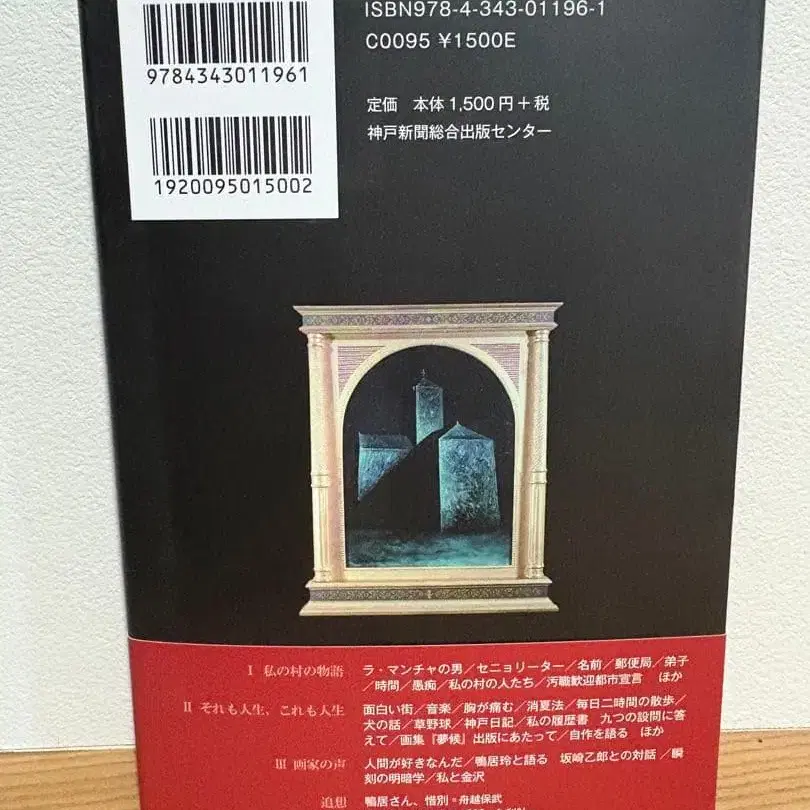 ISBN978-4-343-01196-1
C0095 ¥1500E
9784343011961
定価 本体1,500円+税
神戸新聞総合出版センター
1920095015002
I 私の村の物語 ラ・マンチャの男/セニョリーター/名前/郵便局/弟子
/時間/愚痴/私の村の人たち/汚職歓迎都市宣言 ほか
II それも人生、これも人生 面白い街/音楽/胸が痛む/消夏法/毎日二時間の散歩/
犬の話/草野球/神戸日記/私の履歴書 九つの設問に答
えて/画集『夢候』出版にあたって/自作を語る ほか
III 画家の声 人間が好きなんだ/鴨居玲と語る 坂崎乙郎との対話/瞬
刻の明暗学/私と金沢
追想 鴨居さん、惜別*舟越保武